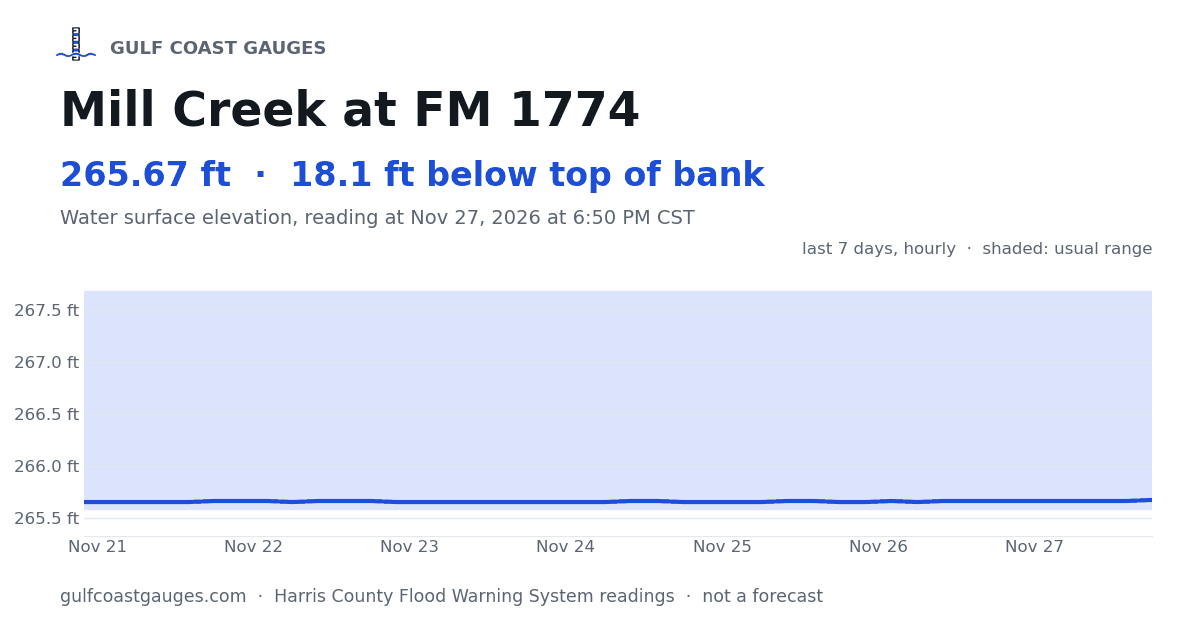 GULF COAST GAUGES
Mill Creek at FM 1774
265.67 ft · 18.1 ft below top of bank
Water surface elevation, reading at Nov 27, 2026 at 6:50 PM CST
last 7 days, hourly · shaded: usual range
267.5 ft
267.0 ft
266.5 ft
266.0 ft
265.5 ft
Nov 21 Nov 22 Nov 23 Nov 24 Nov 25 Nov 26 Nov 27
gulfcoastgauges.com · Harris County Flood Warning System readings · not a forecast